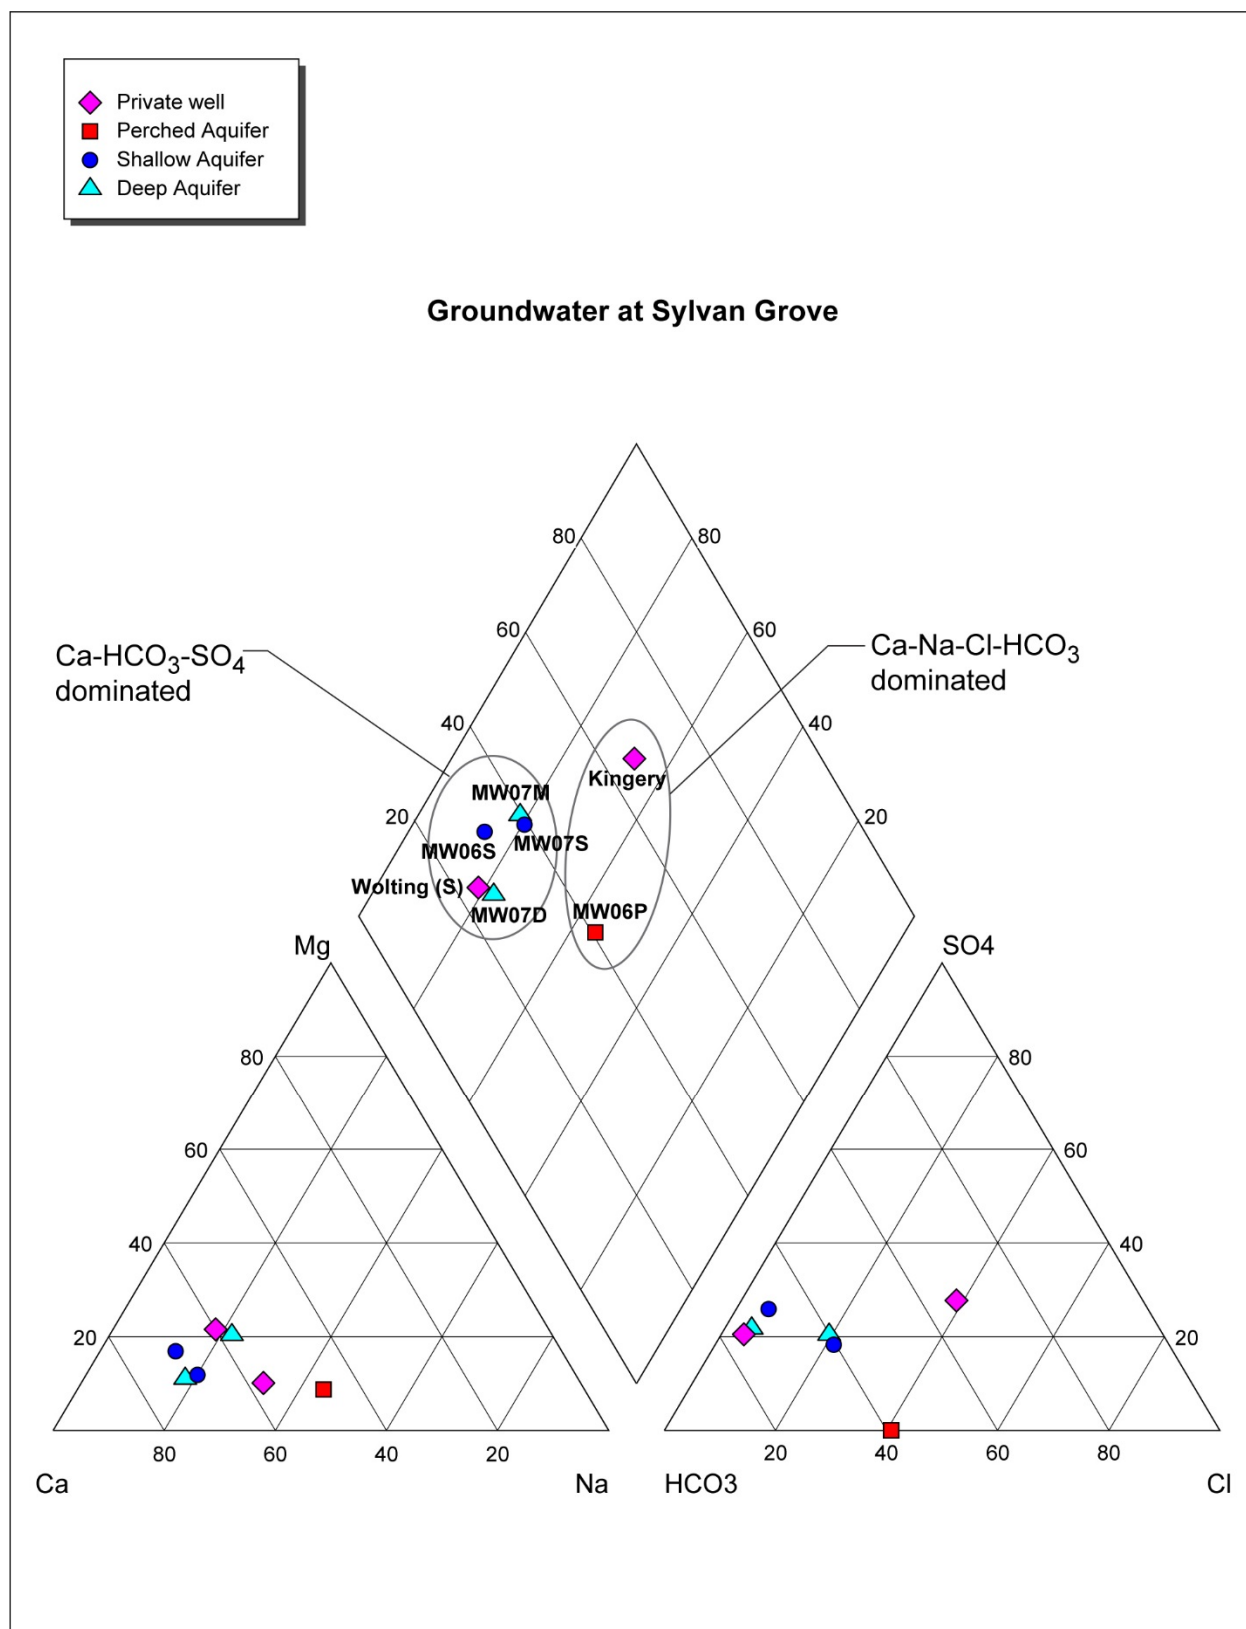 Private well
Perched Aquifer
Shallow Aquifer
Deep Aquifer
Groundwater at Sylvan Grove
80 80
60 60
Ca-HCO3-SO4
dominated
Ca-Na-Cl-HCO3
dominated
40 40
Kingery
MW07M
20 20
MW07S
MW06S
Wolting (S)
MW07D
MW06P
Mg SO4
80 80
60 60
40 40
20 20
80 60 40 20
20 40 60 80
Ca Na HCO3 Cl